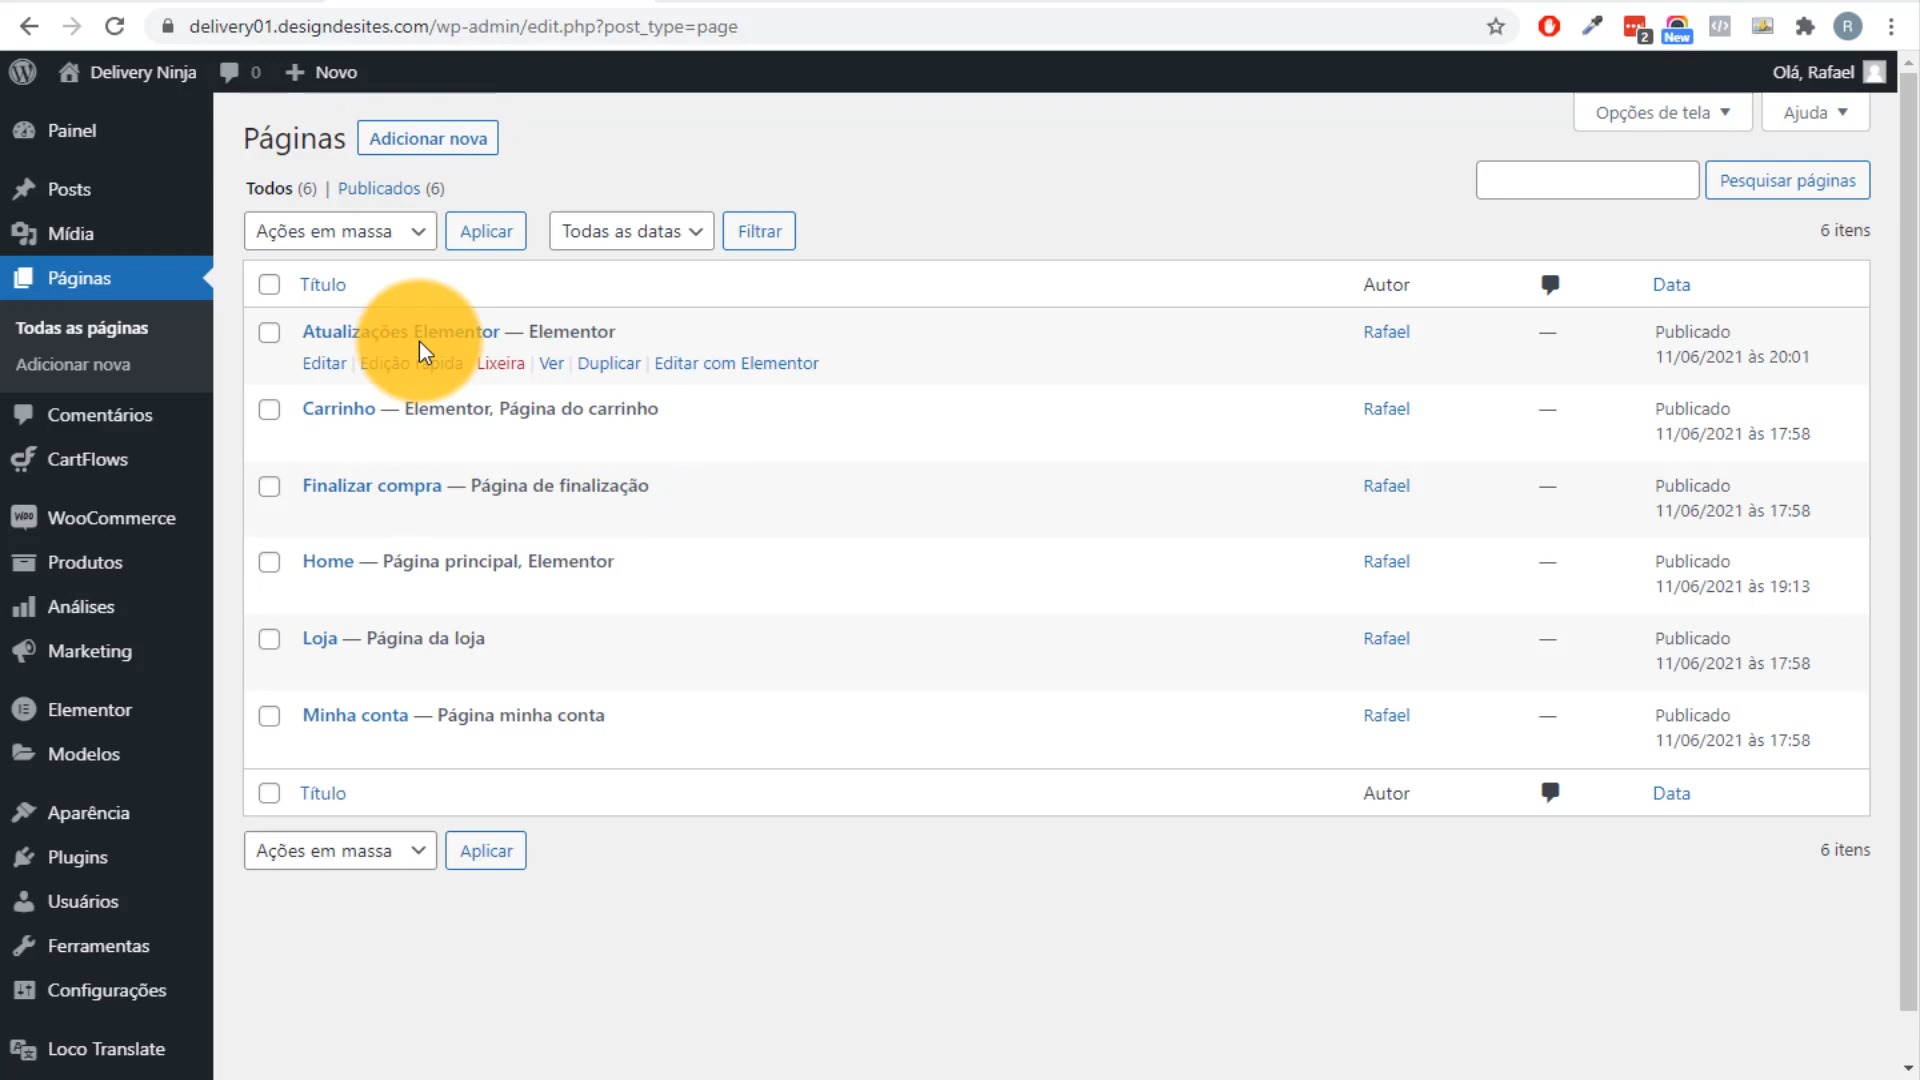 delivery01.designdesites.com/wp-admin/edit.php?post_type=page
2
New
R
Delivery Ninja
0
Novo
Olá, Rafael
Painel
Posts
Mídia
Páginas
Todas as páginas
Adicionar nova
Comentários
CartFlows
WooCommerce
Produtos
Análises
Marketing
Elementor
Modelos
Aparência
Plugins
Usuários
Ferramentas
Configurações
Loco Translate
Opções de tela
Ajuda
Páginas
Adicionar nova
Todos (6) | Publicados (6)
Pesquisar páginas
Ações em massa
Aplicar
Todas as datas
Filtrar
6 itens
Título
Autor
Data
Atualizações Elementor — Elementor
Editar | Edição rápida | Lixeira | Ver | Duplicar | Editar com Elementor
Rafael
—
Publicado
11/06/2021 às 20:01
Carrinho — Elementor, Página do carrinho
Rafael
—
Publicado
11/06/2021 às 17:58
Finalizar compra — Página de finalização
Rafael
—
Publicado
11/06/2021 às 17:58
Home — Página principal, Elementor
Rafael
—
Publicado
11/06/2021 às 19:13
Loja — Página da loja
Rafael
—
Publicado
11/06/2021 às 17:58
Minha conta — Página minha conta
Rafael
—
Publicado
11/06/2021 às 17:58
Título
Autor
Data
Ações em massa
Aplicar
6 itens